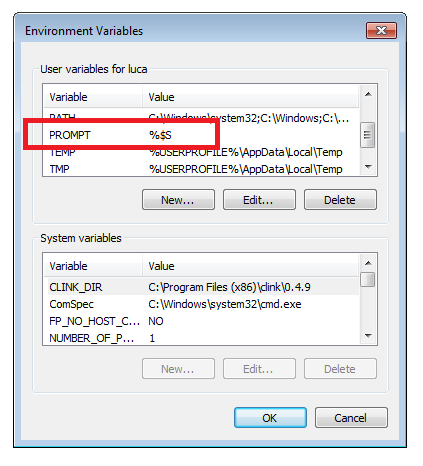 Environment Variables
User variables for luca
Variable Value
PATH C:\Windows\system32;C:\Windows;C:\...
PROMPT %$S
TEMP %USERPROFILE%\AppData\Local\Temp
TMP %USERPROFILE%\AppData\Local\Temp
New... Edit... Delete
System variables
Variable Value
CLINK_DIR C:\Program Files (x86)\clink\0.4.9
ComSpec C:\Windows\system32\cmd.exe
FP_NO_HOST_C... NO
NUMBER_OF_P... 1
New... Edit... Delete
OK Cancel